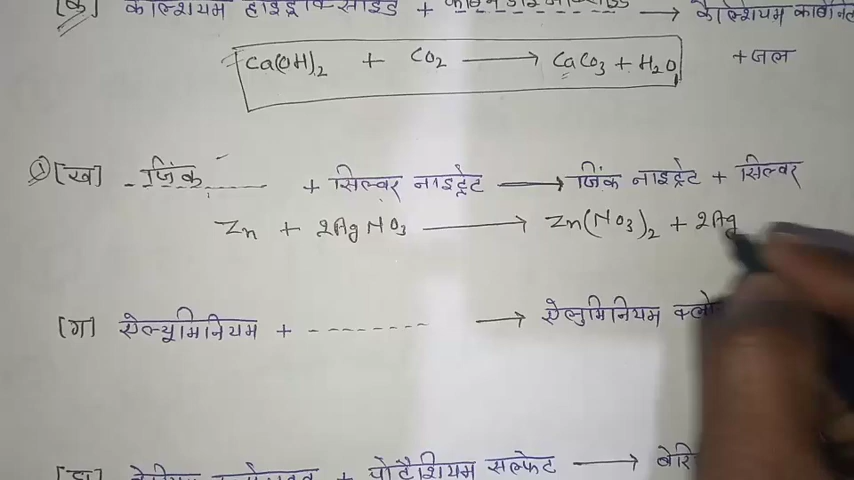 [क] कैल्शियम हाइड्रॉक्साइड + कार्बन डाइऑक्साइड → कैल्शियम कार्बोनेट
Ca(OH)2 + CO2 → CaCO3 + H2O + जल
① [ख] जिंक + सिल्वर नाइट्रेट → जिंक नाइट्रेट + सिल्वर
Zn + 2AgNO3 → Zn(NO3)2 + 2Ag
[ग] ऐल्यूमिनियम + ------- → ऐलुमिनियम
+ पोटैशियम सल्फेट →